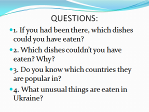 QUESTIONS:
1. If you had been there, which dishes
could you have eaten?
2. Which dishes couldn't you have
eaten? Why?
3. Do you know which countries they
are popular in?
4. What unusual things are eaten in
Ukraine?